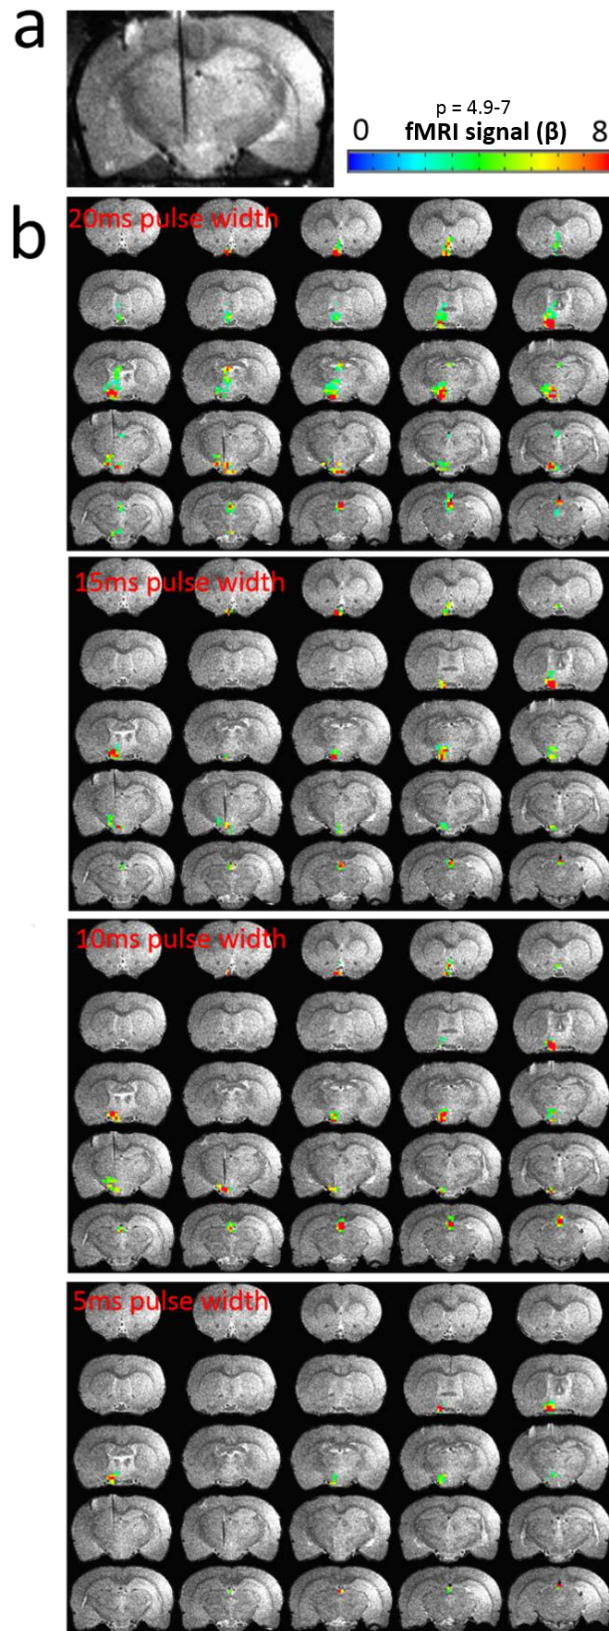 a
p = 4.9-7
0 fMRI signal (β) 8
b
20ms pulse width
15ms pulse width
10ms pulse width
5ms pulse width